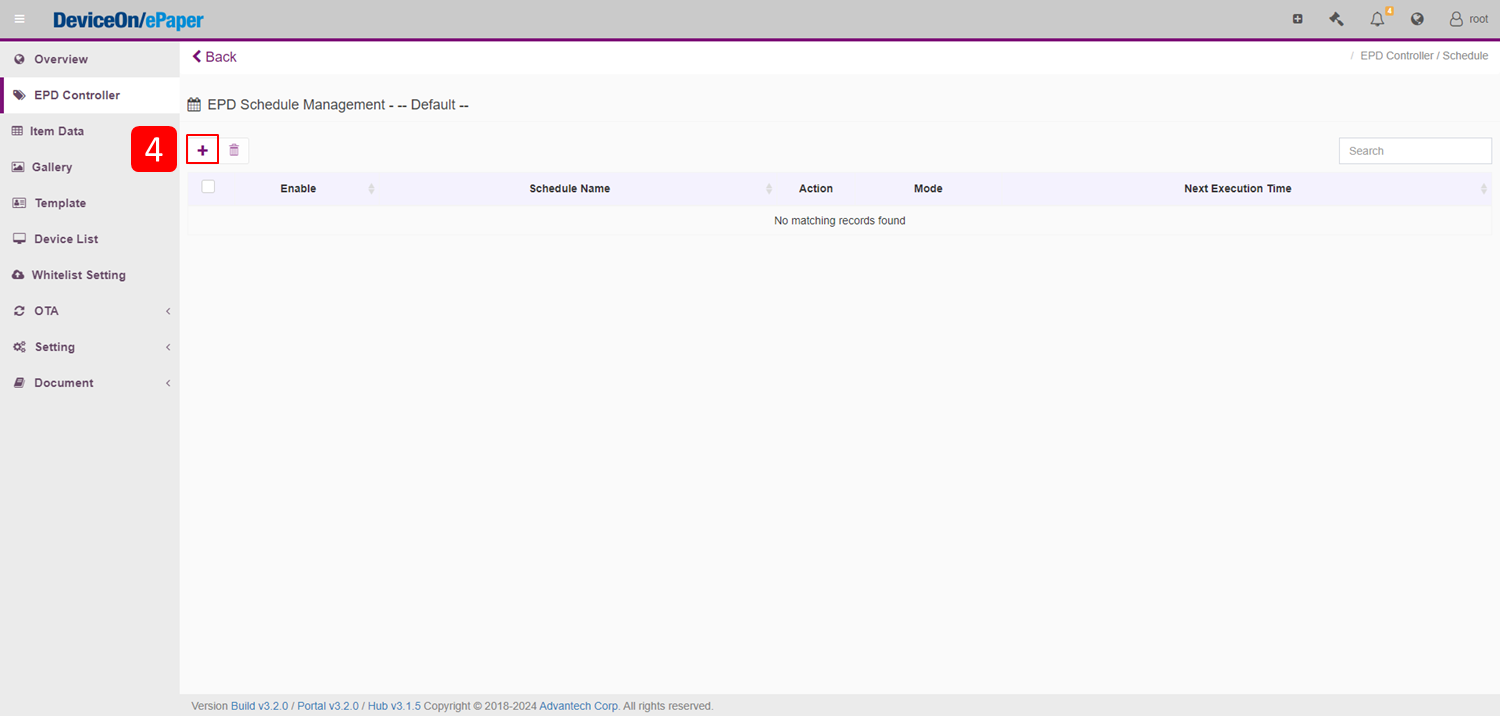 DeviceOn/ePaper
4
root
Overview
EPD Controller
Item Data
Gallery
Template
Device List
Whitelist Setting
OTA
Setting
Document
Back
/ EPD Controller / Schedule
EPD Schedule Management - -- Default --
4
Search
Enable Schedule Name Action Mode Next Execution Time
No matching records found
Version Build v3.2.0 / Portal v3.2.0 / Hub v3.1.5 Copyright © 2018-2024 Advantech Corp. All rights reserved.